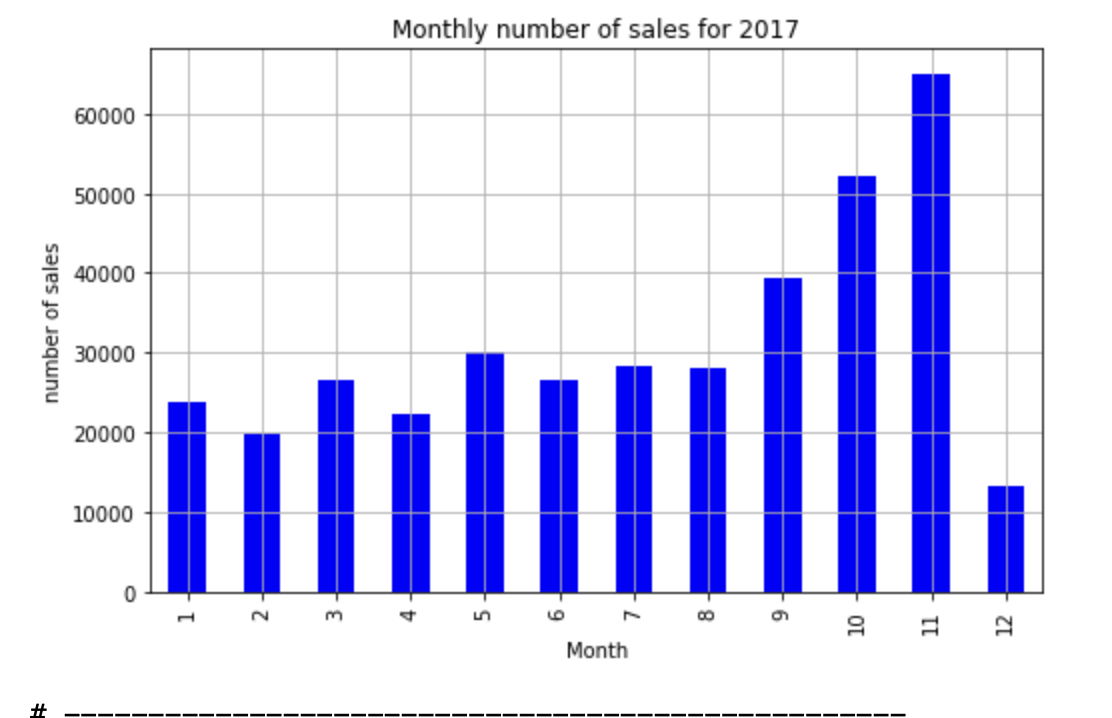 Monthly number of sales for 2017
60000
50000
40000
30000
20000
10000
0
number of sales
1 2 3 4 5 6 7 8 9 10 11 12
Month
# --------------------------------------------------